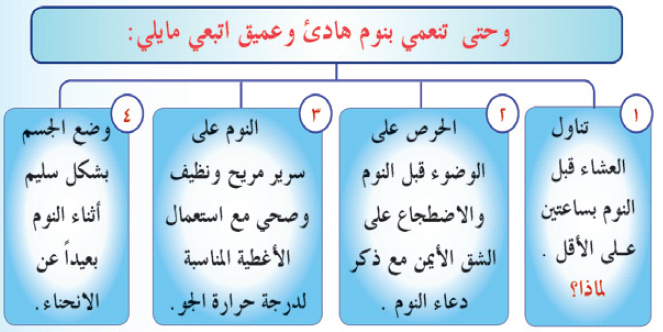 وحتى تنعمي بنوم هادئ وعميق اتبعي مايلي:
١
تناول
العشاء قبل
النوم بساعتين
على الأقل .
لماذا؟
٢
الحرص على
الوضوء قبل النوم
والاضطجاع على
الشق الأيمن مع ذكر
دعاء النوم .
٣
النوم على
سرير مريح ونظيف
وصحي مع استعمال
الأغطية المناسبة
لدرجة حرارة الجو.
٤
وضع الجسم
بشكل سليم
أثناء النوم
بعيداً عن
الانحناء.